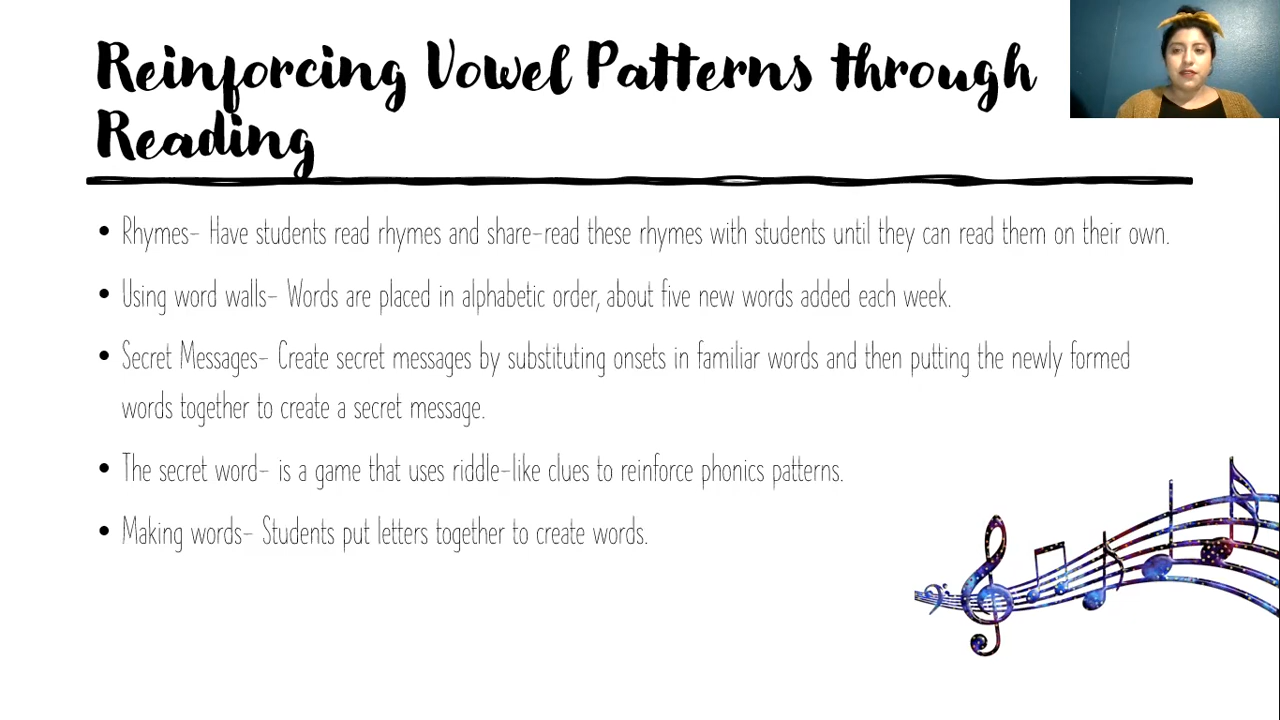 Reinforcing Vowel Patterns through
Reading
• Rhymes- Have students read rhymes and share-read these rhymes with students until they can read them on their own.
• Using word walls- Words are placed in alphabetic order, about five new words added each week.
• Secret Messages- Create secret messages by substituting onsets in familiar words and then putting the newly formed
words together to create a secret message.
• The secret word- is a game that uses riddle-like clues to reinforce phonics patterns.
• Making words- Students put letters together to create words.